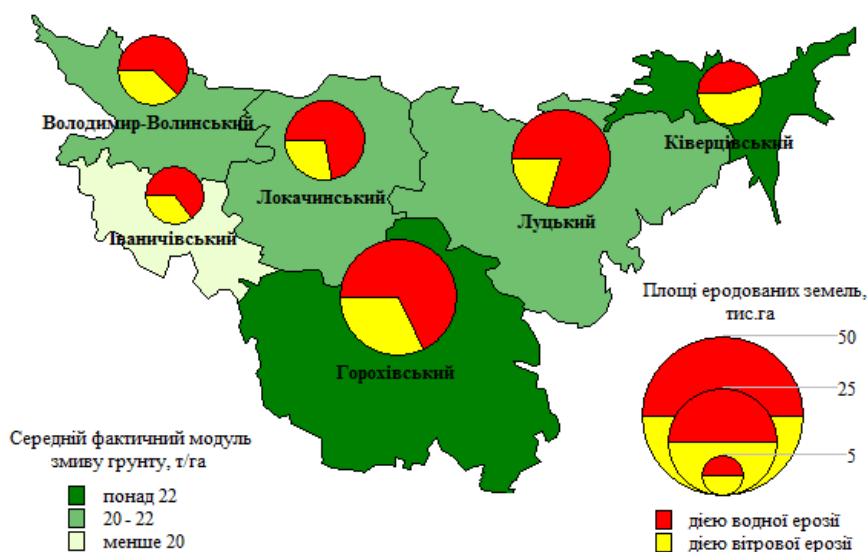 Володимир-Волинський
Ківерцівський
Локачинський
Луцький
Іваничівський
Горохівський
Площі еродованих земель,
тис.га
50
25
5
дією водної ерозії
дією вітрової ерозії
Середній фактичний модуль
змиву грунту, т/га
понад 22
20 - 22
менше 20